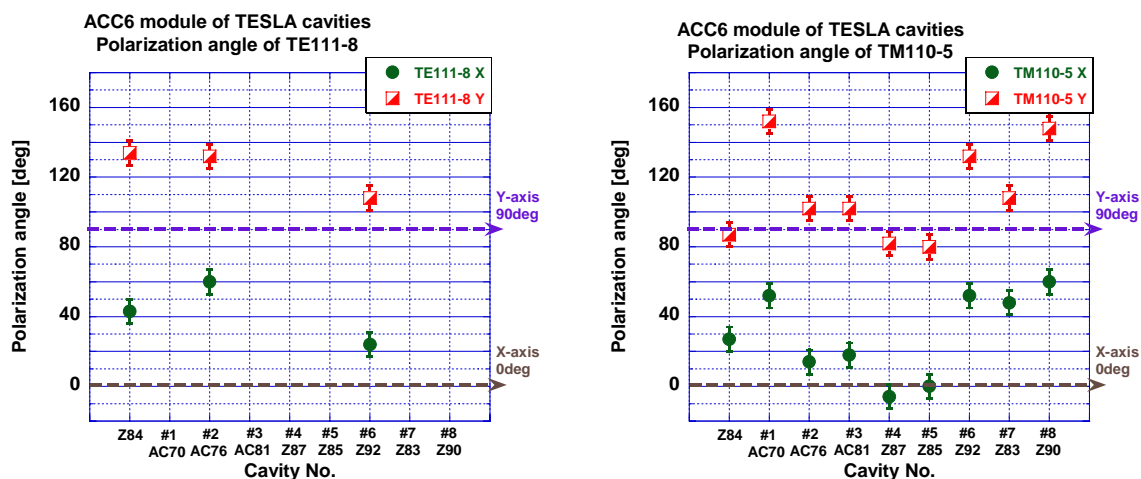 ACC6 module of TESLA cavities
Polarization angle of TE111-8
TE111-8 X
TE111-8 Y
Polarization angle [deg]
160
120
80
40
0
Y-axis
90deg
X-axis
0deg
Z84 #1 #2 #3 #4 #5 #6 #7 #8
AC70 AC76 AC81 Z87 Z85 Z92 Z83 Z90
Cavity No.
ACC6 module of TESLA cavities
Polarization angle of TM110-5
TM110-5 X
TM110-5 Y
Polarization angle [deg]
160
120
80
40
0
Y-axis
90deg
X-axis
0deg
Z84 #1 #2 #3 #4 #5 #6 #7 #8
AC70 AC76 AC81 Z87 Z85 Z92 Z83 Z90
Cavity No.